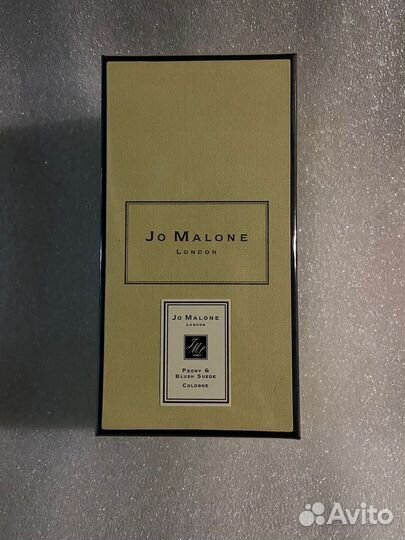 Jo Malone
London
Jo Malone
London
Peony &
Blush Suede
Cologne
Avito